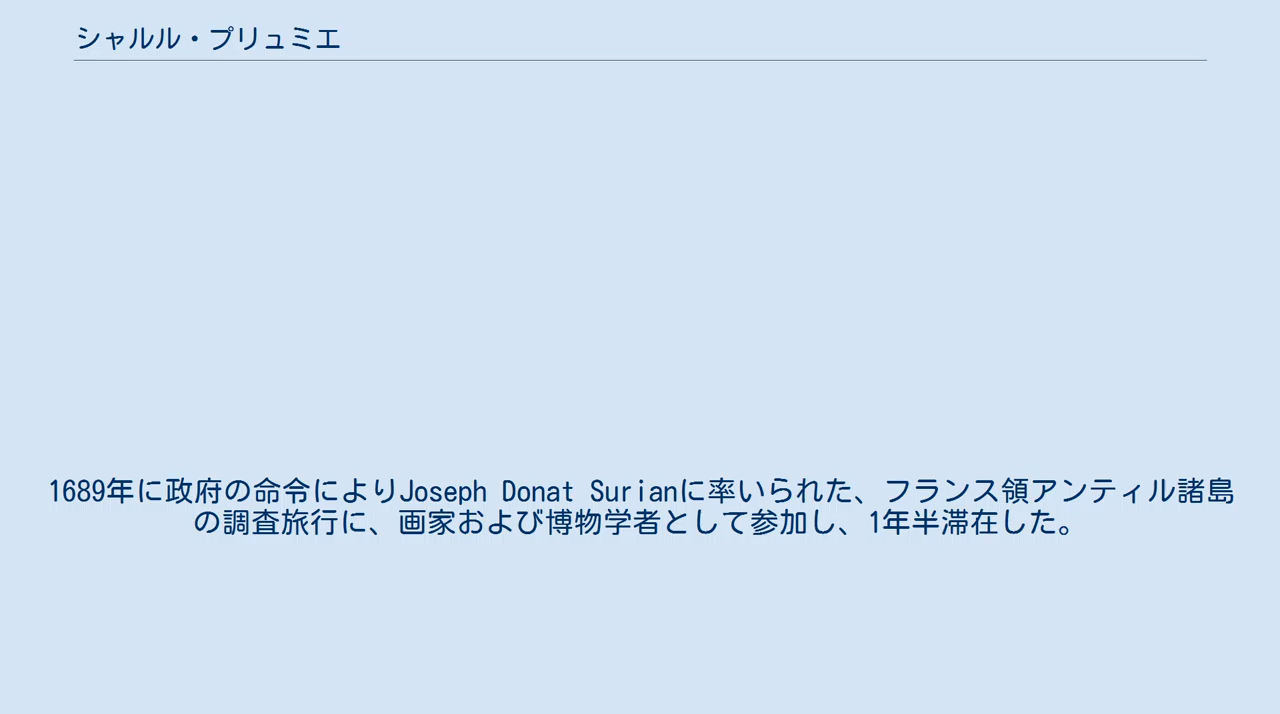 シャルル・プリュミエ
1689年に政府の命令によりJoseph Donat Surianに率いられた、フランス領アンティル諸島
の調査旅行に、画家および博物学者として参加し、1年半滞在した。